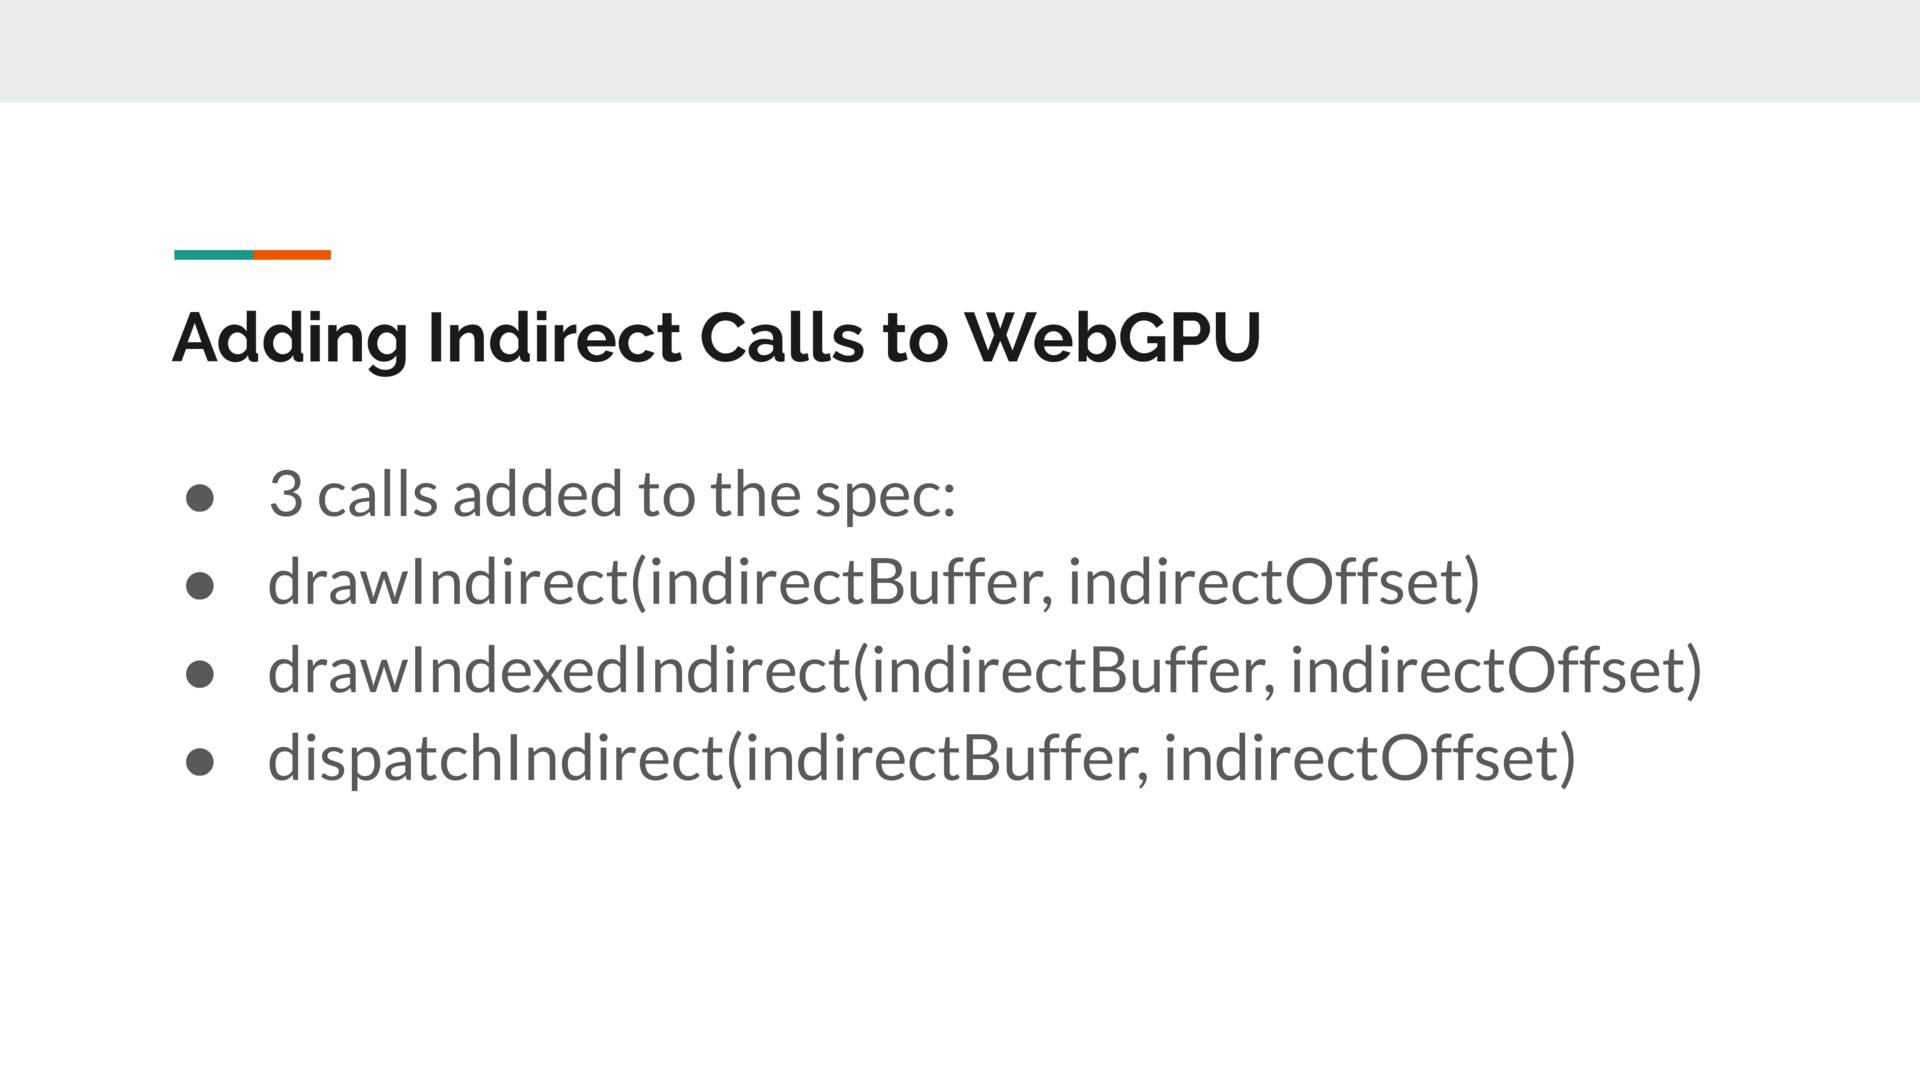 Adding Indirect Calls to WebGPU
● 3 calls added to the spec:
● drawIndirect(indirectBuffer, indirectOffset)
● drawIndexedIndirect(indirectBuffer, indirectOffset)
● dispatchIndirect(indirectBuffer, indirectOffset)